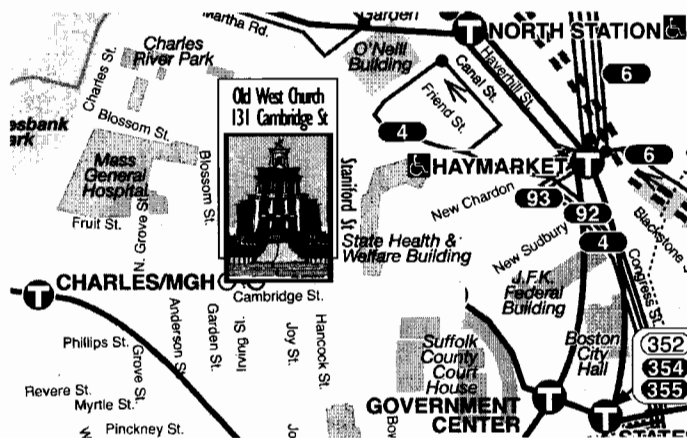 Martha Rd.
Garden
4
NORTH STATION
Charles
River Park
O'Neill
Building
Haverhill St.
Canal St.
6
Charles St.
Old West Church
131 Cambridge St
Friend St.
4
Blossom St.
Mass
General
Hospital
Blossom St.
Staniford St
HAYMARKET
6
93
New Chardon
92
Fruit St.
N. Grove St.
State Health &
Welfare Building
New Sudbury
4
Blackstone
CHARLES/MGH
Cambridge St.
J.F.K.
Federal
Building
Congress St.
Phillips St.
Grove St.
Anderson St.
Garden St.
Irving St.
Joy St.
Hancock St.
Suffolk
County
Court
House
Boston
City
Hall
352
354
355
Revere St.
Myrtle St.
Pinckney St.
GOVERNMENT
CENTER
STATE